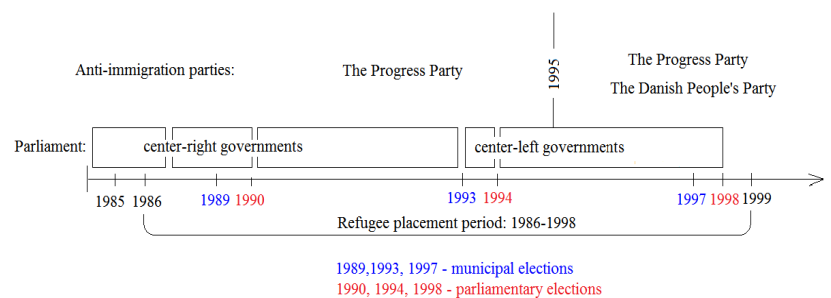 1995
The Progress Party
Anti-immigration parties:
The Progress Party
The Danish People's Party
Parliament:
center-right governments
center-left governments
1985 1986 1989 1990 1993 1994 1997 1998 1999
Refugee placement period: 1986-1998
1989,1993, 1997 - municipal elections
1990, 1994, 1998 - parliamentary elections